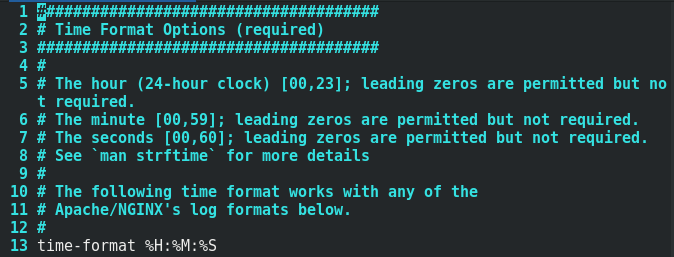 1 ######################################
2 # Time Format Options (required)
3 ######################################
4 #
5 # The hour (24-hour clock) [00,23]; leading zeros are permitted but no
t required.
6 # The minute [00,59]; leading zeros are permitted but not required.
7 # The seconds [00,60]; leading zeros are permitted but not required.
8 # See `man strftime` for more details
9 #
10 # The following time format works with any of the
11 # Apache/NGINX's log formats below.
12 #
13 time-format %H:%M:%S